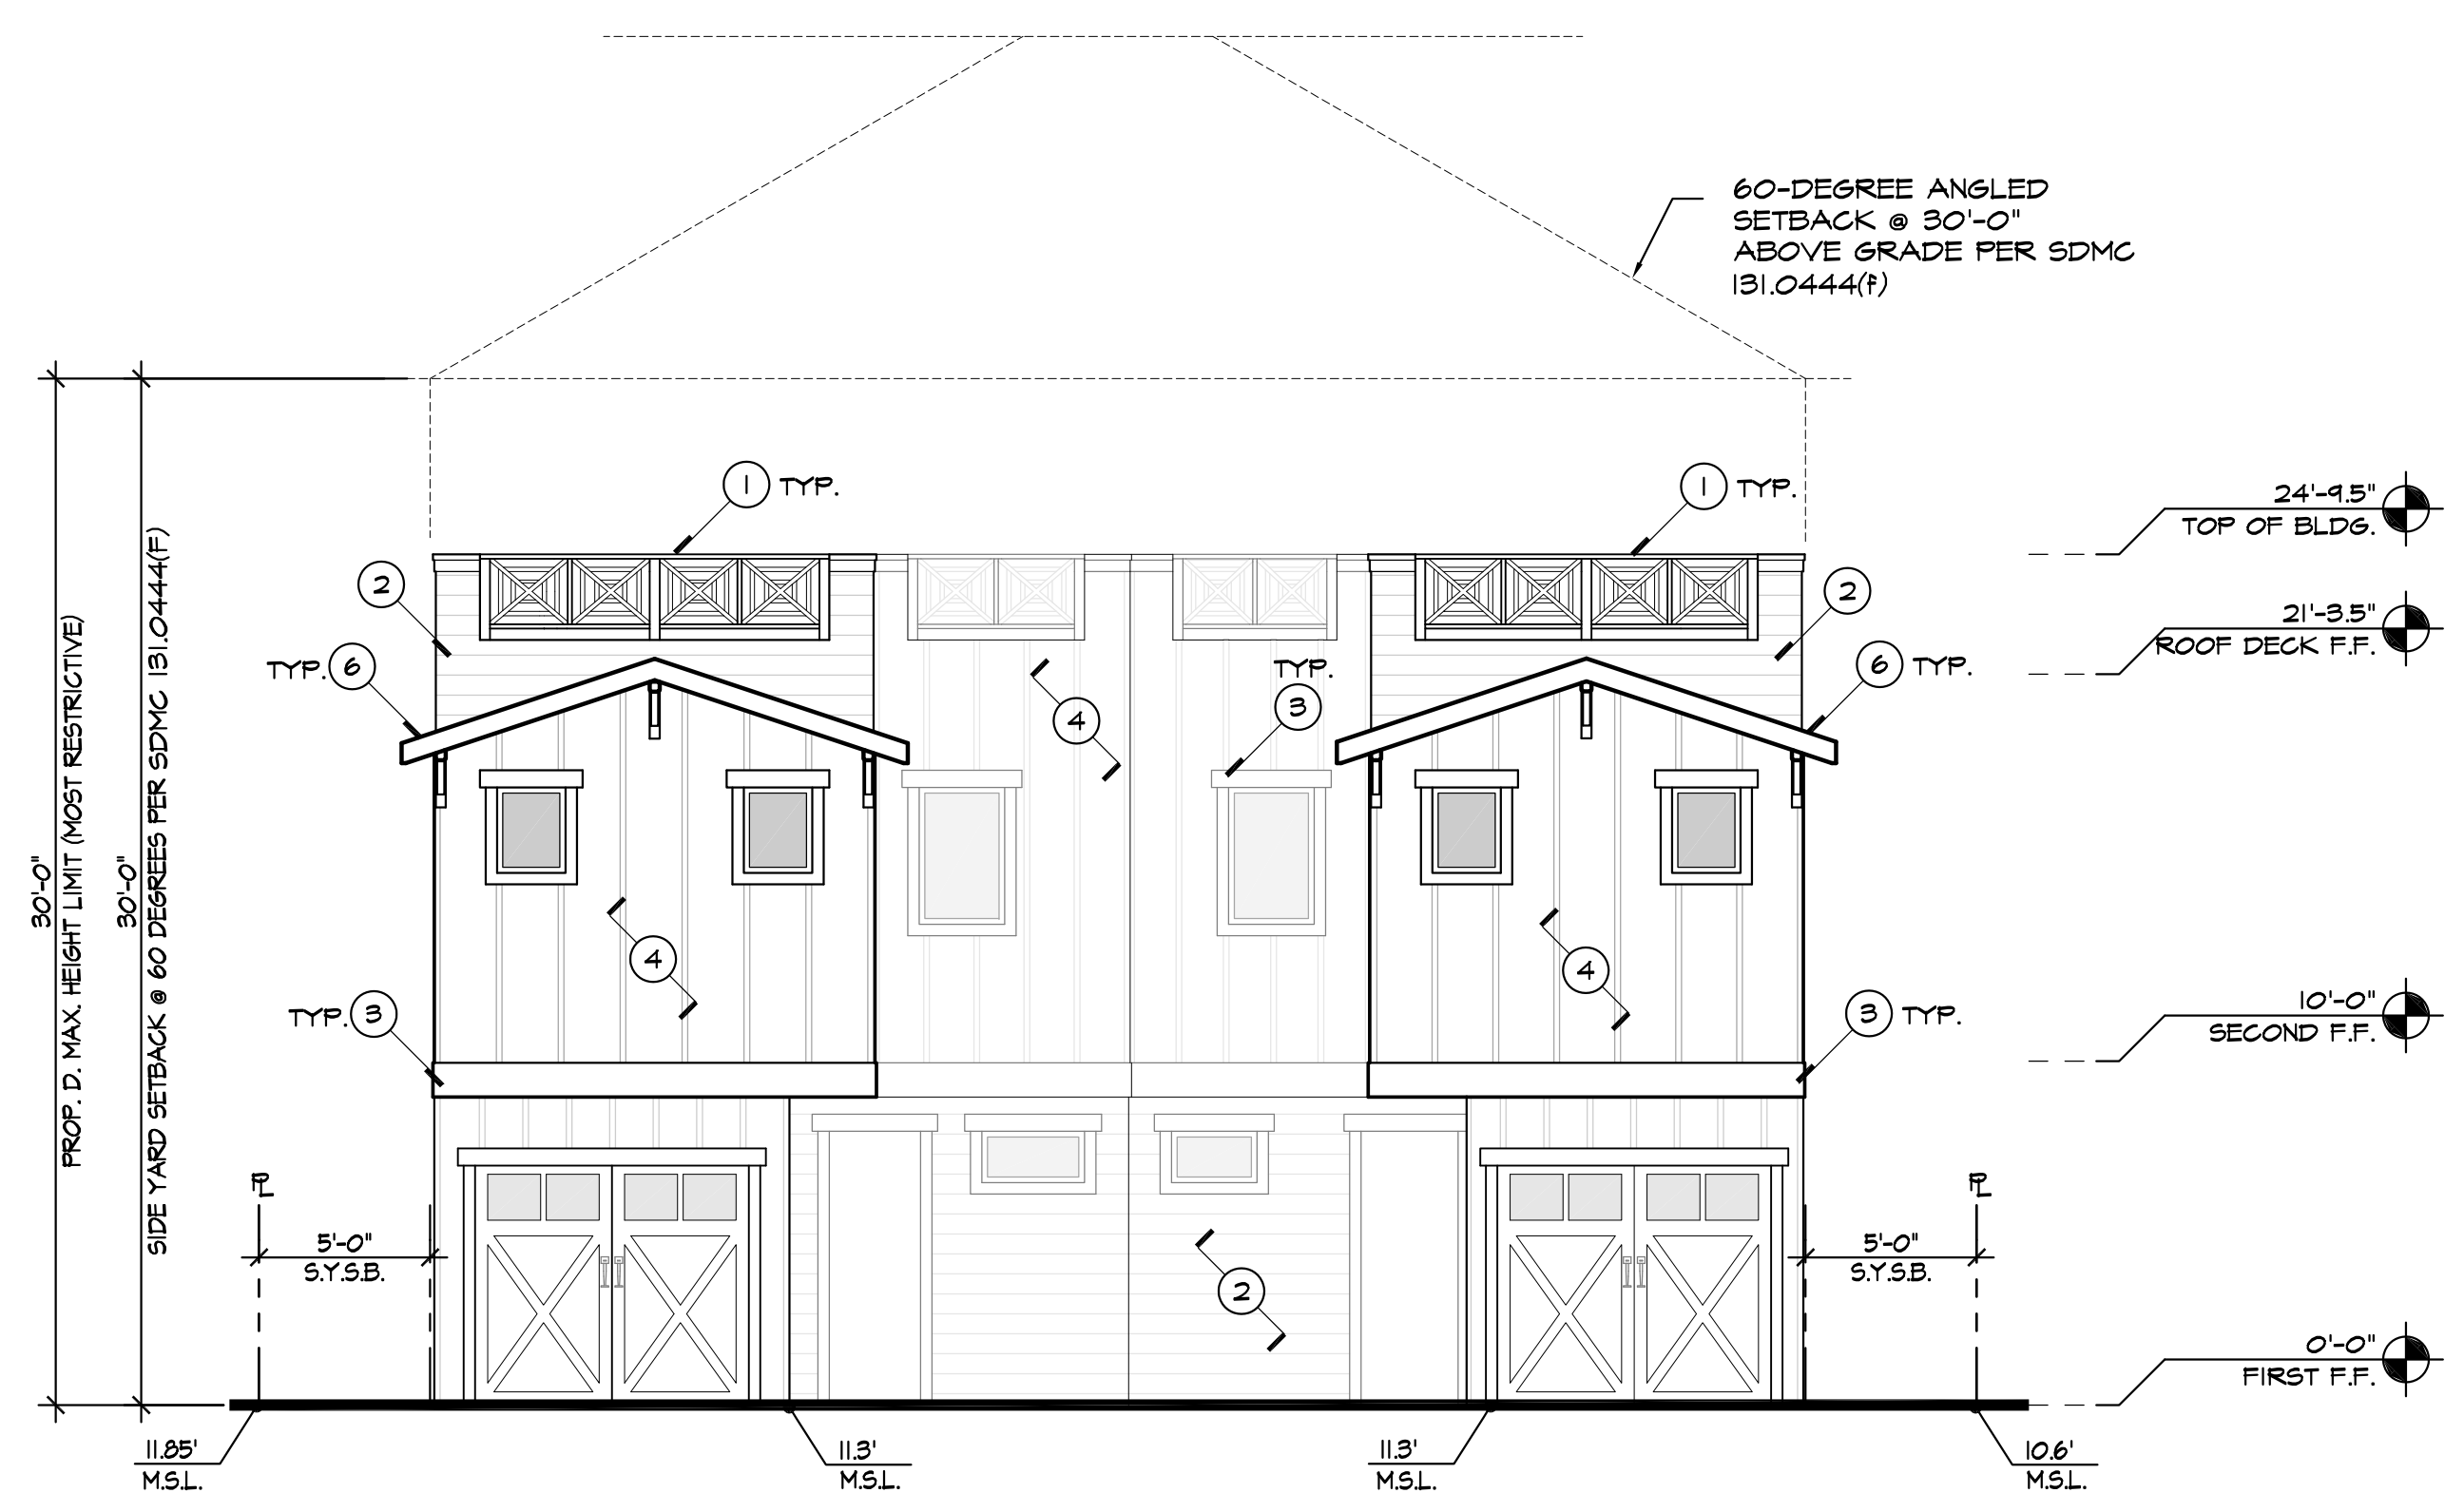 60-DEGREE ANGLED
SETBACK @ 30'-0"
ABOVE GRADE PER SDMC
131.0444(f)
30'-0"
PROP. D. MAX. HEIGHT LIMIT (MOST RESTRICTIVE)
30'-0"
SIDE YARD SETBACK @ 60 DEGREES PER SDMC 131.0444(F)
1 TYP.
1 TYP.
24'-9.5"
TOP OF BLDG.
2
2
21'-3.5"
ROOF DECK F.F.
TYP. 6
4
TYP.
3
6 TYP.
4
4
TYP. 3
3 TYP.
10'-0"
SECOND F.F.
PL
PL
5'-0"
S.Y.S.B.
5'-0"
S.Y.S.B.
2
0'-0"
FIRST F.F.
11.85'
M.S.L.
11.3'
M.S.L.
11.3'
M.S.L.
10.6'
M.S.L.